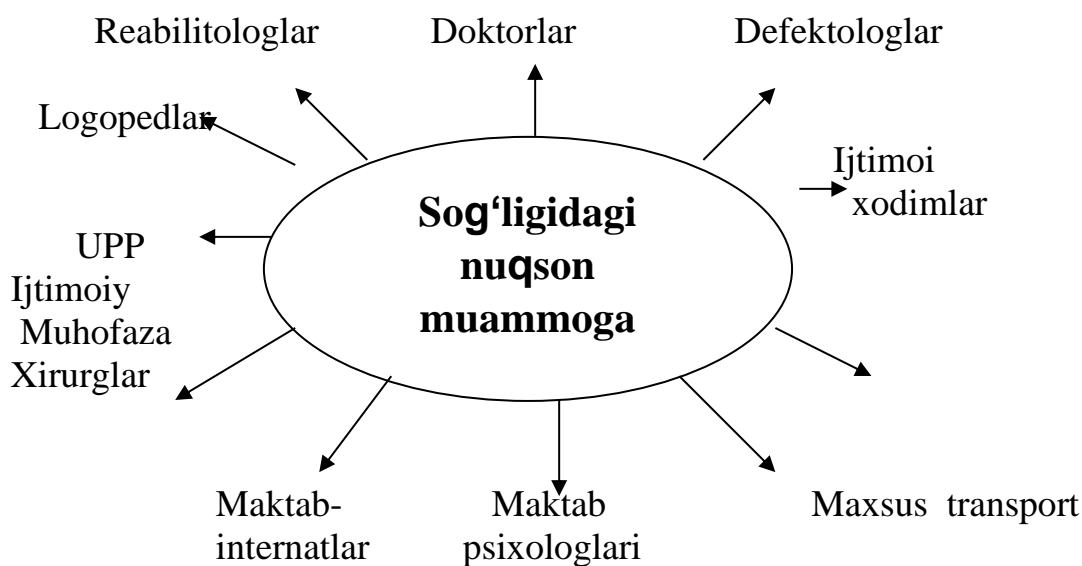 Reabilitologlar Doktorlar Defektologlar
Logopedlar
Ijtimoi
xodimlar
Sog‘ligidagi
nuqson
muammoga
UPP
Ijtimoiy
Muhofaza
Xirurglar
Maktab-
internatlar
Maktab
psixologlari
Maxsus transport